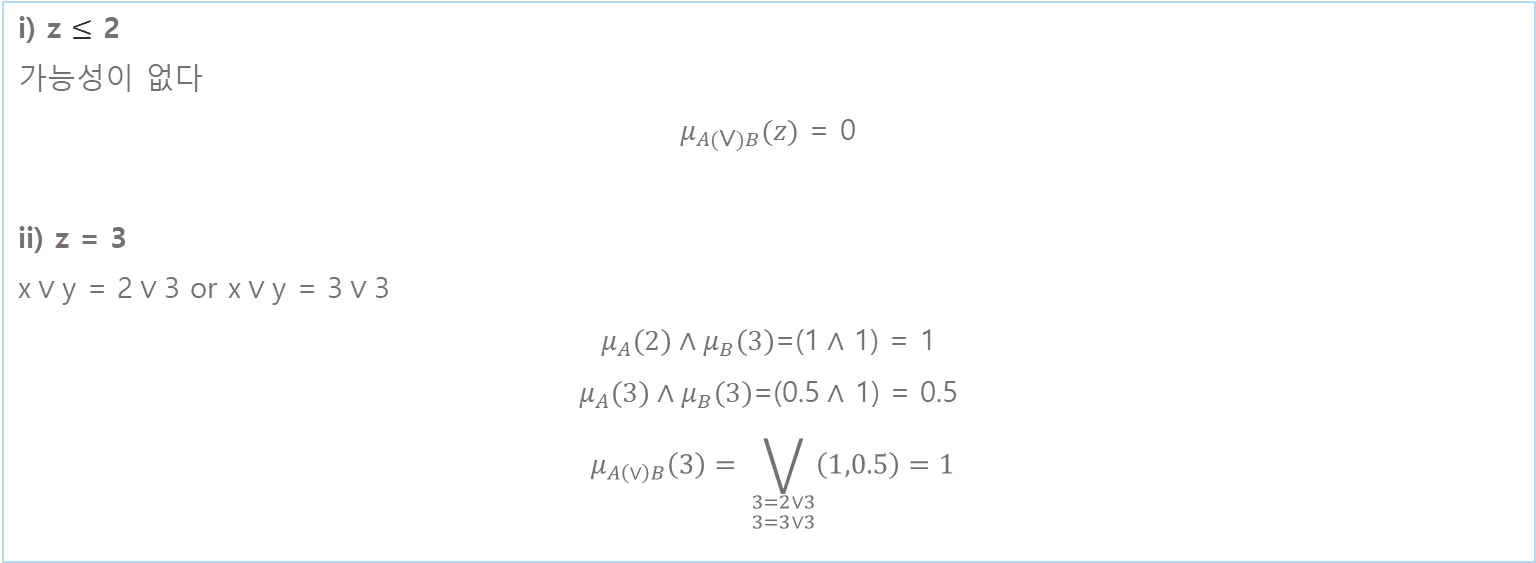 i) z ≤ 2
가능성이 없다
μ_{A(∨)B}(z) = 0
ii) z = 3
x ∨ y = 2 ∨ 3 or x ∨ y = 3 ∨ 3
μ_A(2) ∧ μ_B(3)=(1 ∧ 1) = 1
μ_A(3) ∧ μ_B(3)=(0.5 ∧ 1) = 0.5
μ_{A(∨)B}(3) = ⋁ (1,0.5) = 1
3=2∨3
3=3∨3